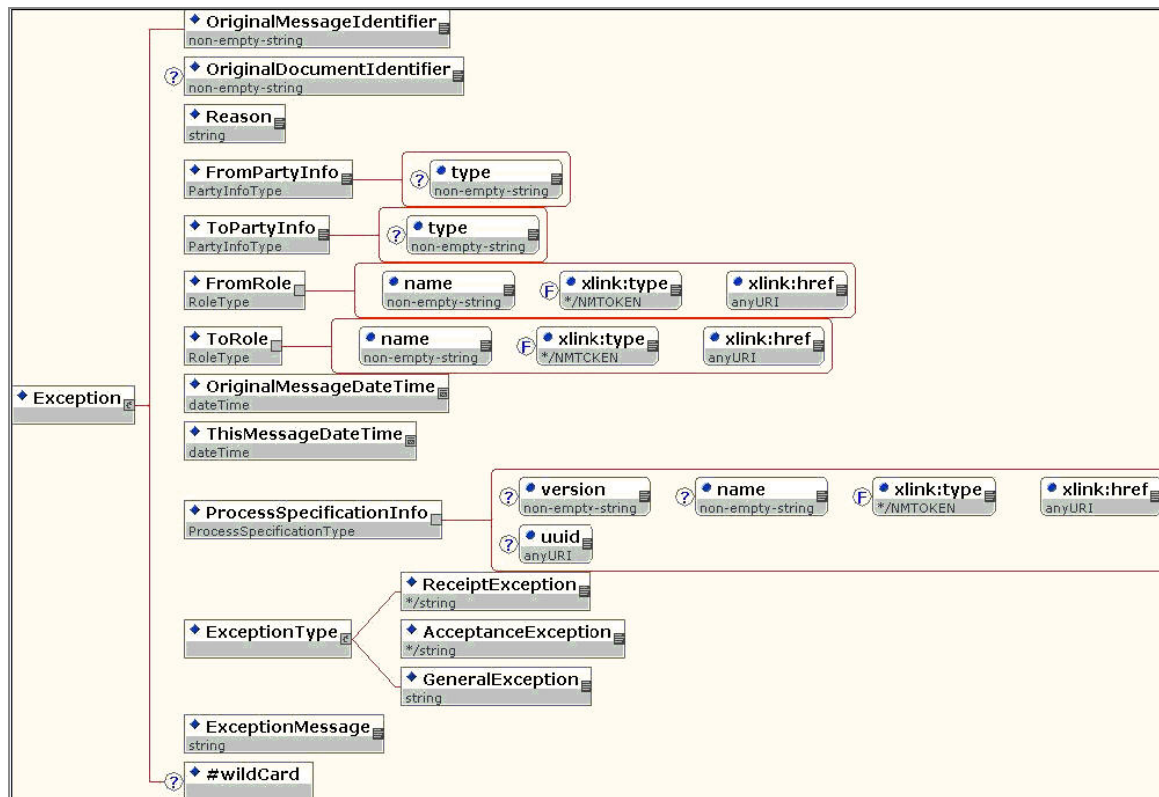 OriginalMessageIdentifier
non-empty-string
? OriginalDocumentIdentifier
non-empty-string
Reason
string
FromPartyInfo
PartyInfoType
? type
non-empty-string
ToPartyInfo
PartyInfoType
? type
non-empty-string
FromRole
RoleType
name
non-empty-string
F xlink:type
*/NMTOKEN
xlink:href
anyURI
ToRole
RoleType
name
non-empty-string
F xlink:type
*/NMTCKEN
xlink:href
anyURI
Exception
OriginalMessageDateTime
dateTime
ThisMessageDateTime
dateTime
ProcessSpecificationInfo
ProcessSpecificationType
? version
non-empty-string
? name
non-empty-string
F xlink:type
*/NMTOKEN
xlink:href
anyURI
? uuid
anyURI
ExceptionType
ReceiptException
*/string
AcceptanceException
*/string
GeneralException
string
ExceptionMessage
string
? #wildCard